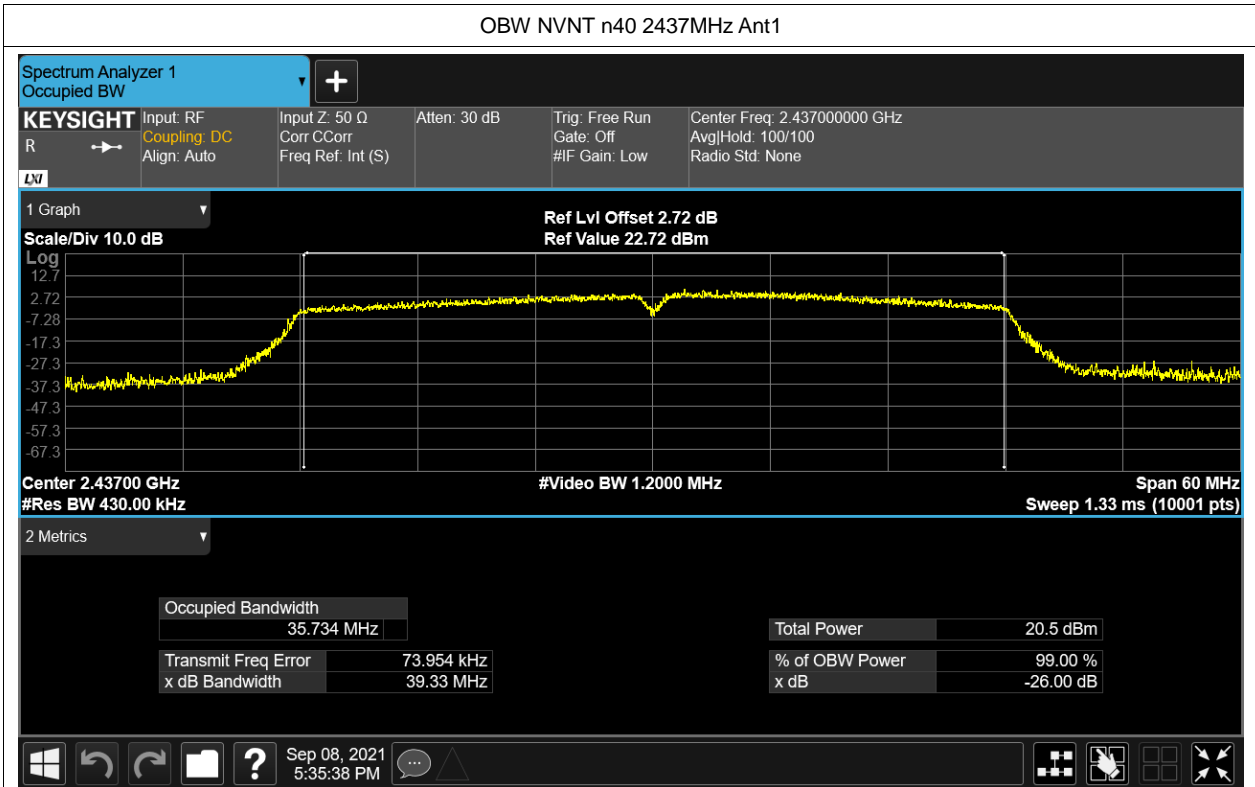 OBW NVNT n40 2437MHz Ant1
Spectrum Analyzer 1
Occupied BW
+
KEYSIGHT
R
LXI
Input: RF
Coupling: DC
Align: Auto
Input Z: 50 Ω
Corr CCorr
Freq Ref: Int (S)
Atten: 30 dB
Trig: Free Run
Gate: Off
#IF Gain: Low
Center Freq: 2.437000000 GHz
Avg|Hold: 100/100
Radio Std: None
1 Graph
Scale/Div 10.0 dB
Ref Lvl Offset 2.72 dB
Ref Value 22.72 dBm
Log
12.7
2.72
-7.28
-17.3
-27.3
-37.3
-47.3
-57.3
-67.3
Center 2.43700 GHz
#Video BW 1.2000 MHz
Span 60 MHz
#Res BW 430.00 kHz
Sweep 1.33 ms (10001 pts)
2 Metrics
Occupied Bandwidth
35.734 MHz
Total Power 20.5 dBm
Transmit Freq Error 73.954 kHz
% of OBW Power 99.00 %
x dB Bandwidth 39.33 MHz
x dB -26.00 dB
?
Sep 08, 2021
5:35:38 PM